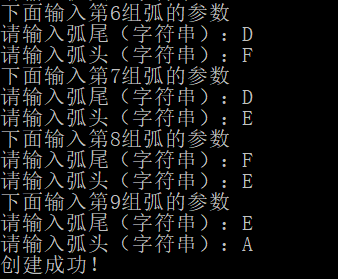 下面输入第6组弧的参数
请输入弧尾（字符串）：D
请输入弧头（字符串）：F
下面输入第7组弧的参数
请输入弧尾（字符串）：D
请输入弧头（字符串）：E
下面输入第8组弧的参数
请输入弧尾（字符串）：F
请输入弧头（字符串）：E
下面输入第9组弧的参数
请输入弧尾（字符串）：E
请输入弧头（字符串）：A
创建成功！